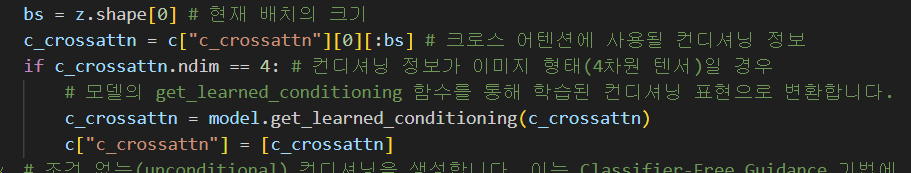 bs = z.shape[0] # 현재 배치의 크기
c_crossattn = c["c_crossattn"][0][:bs] # 크로스 어텐션에 사용될 컨디셔닝 정보
if c_crossattn.ndim == 4: # 컨디셔닝 정보가 이미지 형태(4차원 텐서)일 경우
# 모델의 get_learned_conditioning 함수를 통해 학습된 컨디셔닝 표현으로 변환합니다.
c_crossattn = model.get_learned_conditioning(c_crossattn)
c["c_crossattn"] = [c_crossattn]
# 조건 없는(unconditional) 컨디셔닝을 생성합니다. 이는 Classifier-Free Guidance 기법에